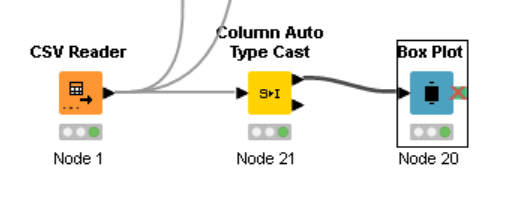 Column Auto
Type Cast
CSV Reader
Box Plot
S▸I
Node 1
Node 21
Node 20